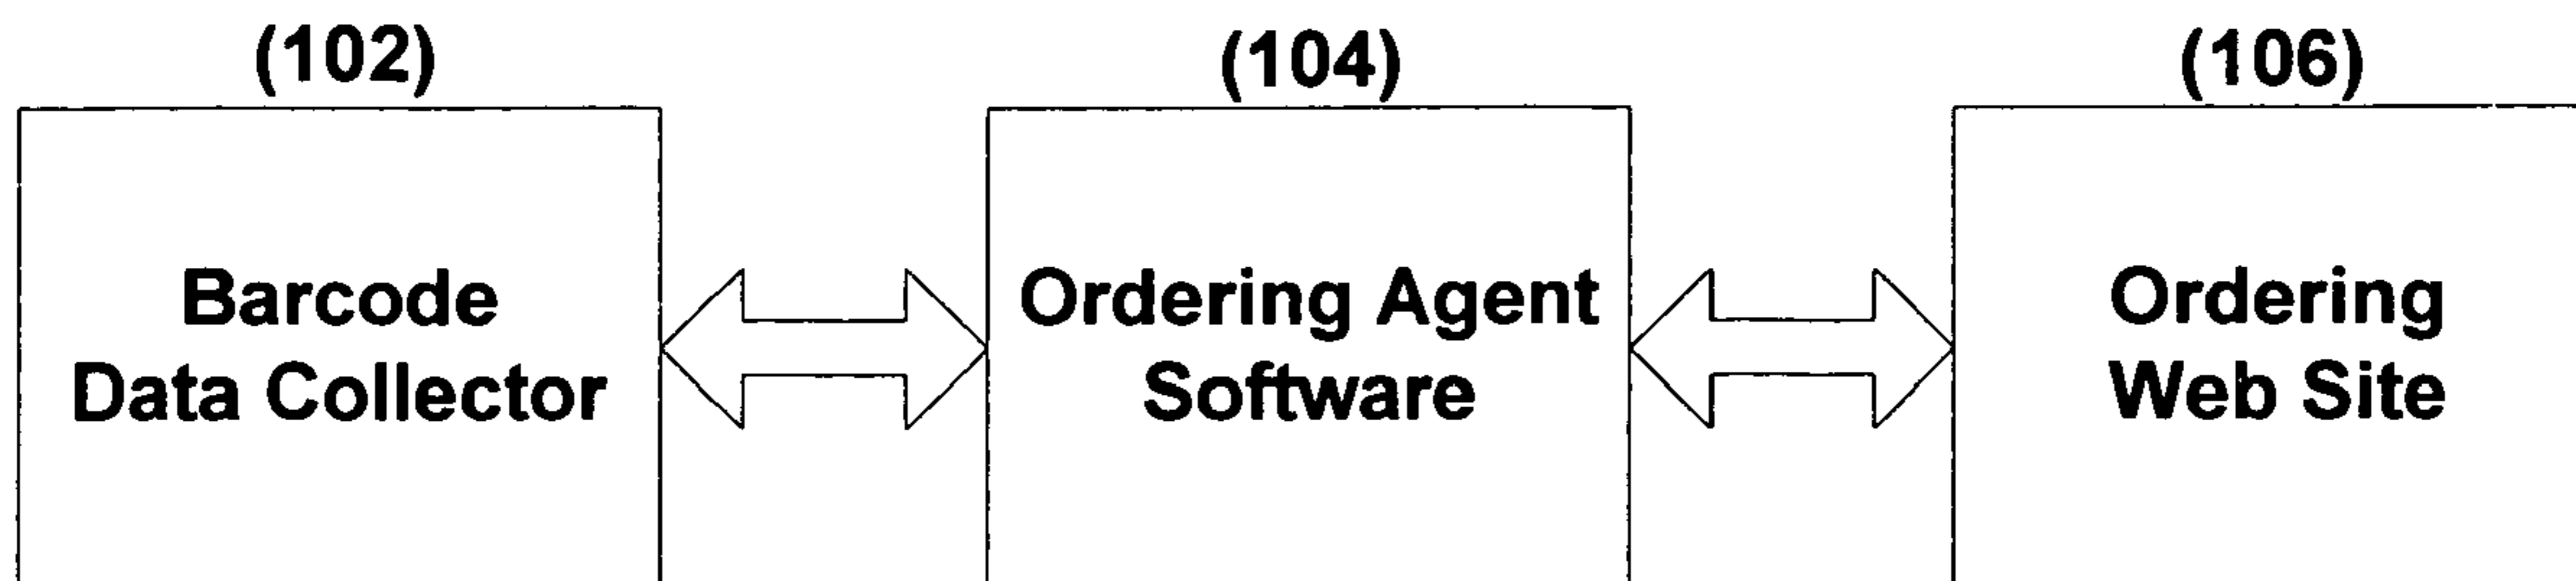 (102)
(104)
(106)
Barcode
Data Collector
Ordering Agent
Software
Ordering
Web Site